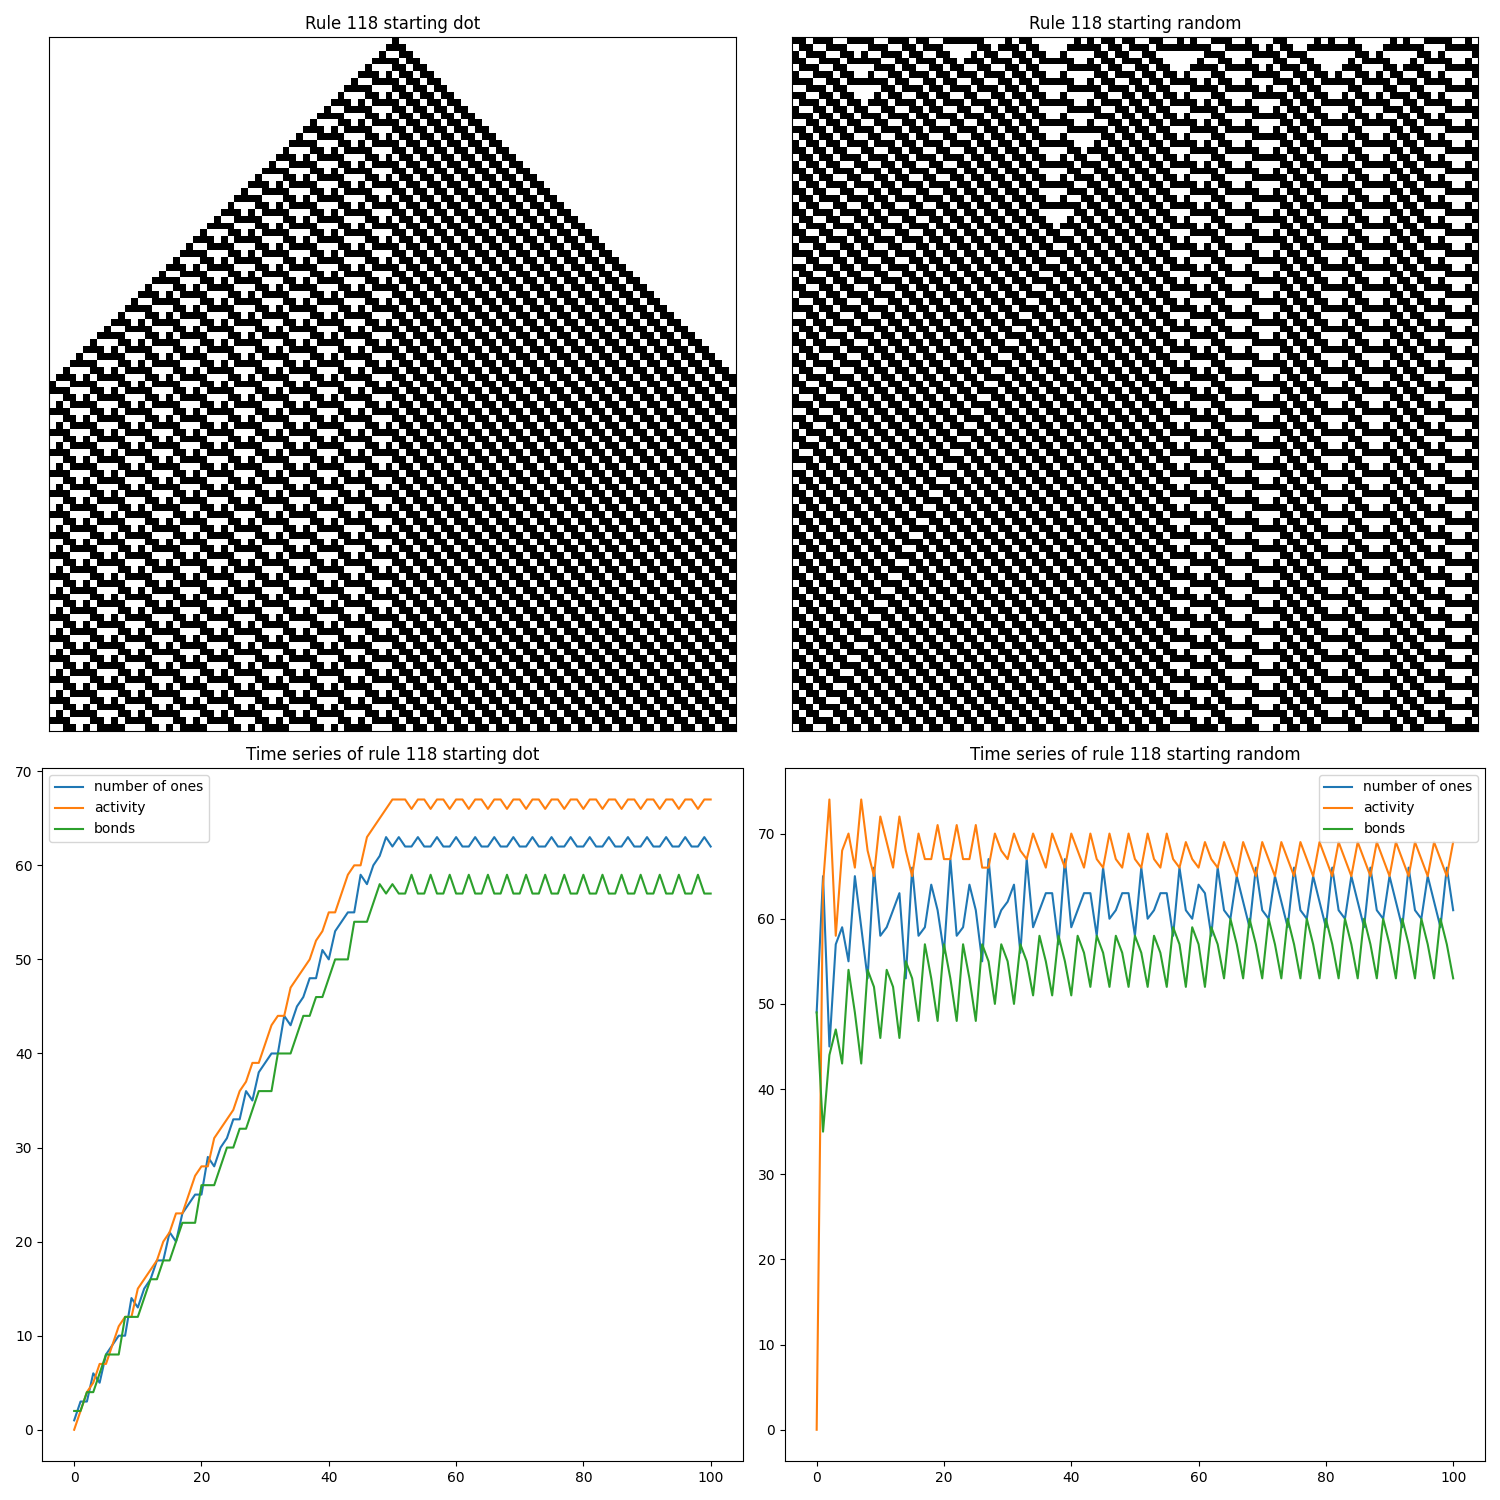 Rule 118 starting dot
Rule 118 starting random
Time series of rule 118 starting dot
70
60
50
40
30
20
10
0
number of ones
activity
bonds
0 20 40 60 80 100
Time series of rule 118 starting random
70
60
50
40
30
20
10
0
number of ones
activity
bonds
0 20 40 60 80 100